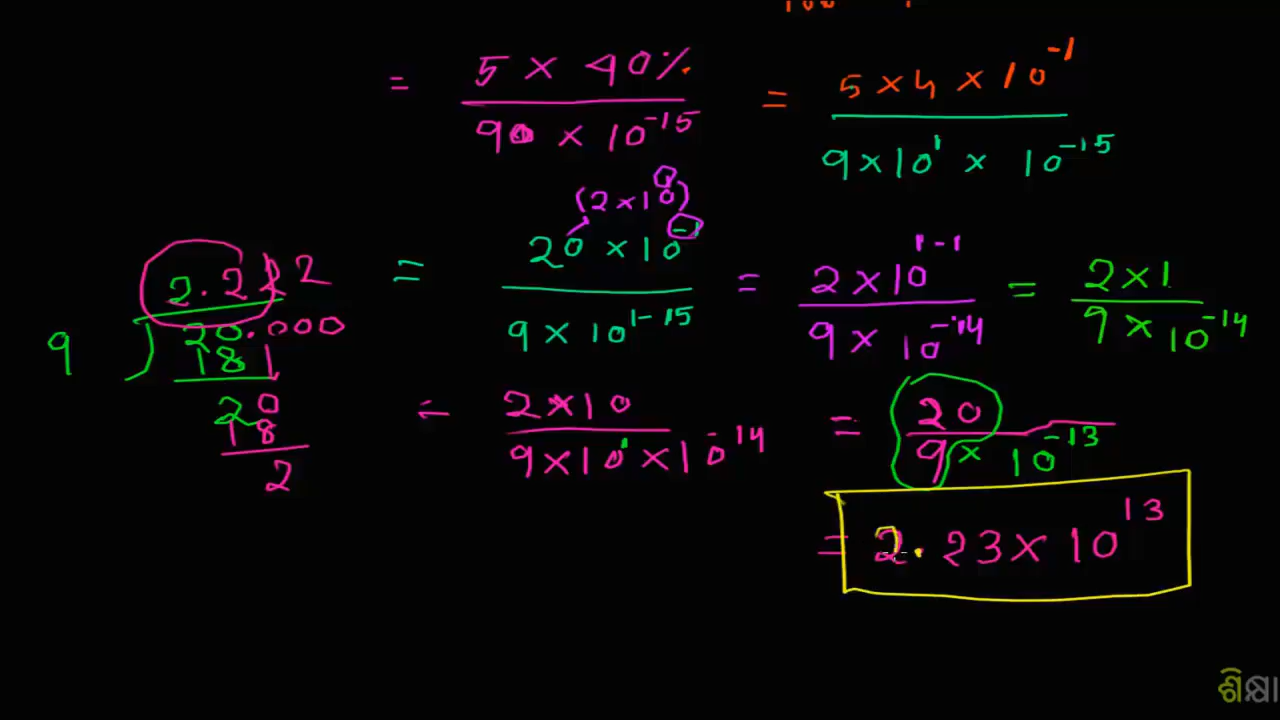 = 5 × 40% / 90 × 10^-15 = 5 × 4 × 10^-1 / 9 × 10^1 × 10^-15
(2 × 10^1)
= 20 × 10^-1 / 9 × 10^1-15 = 2 × 10^1-1 / 9 × 10^-14 = 2 × 1 / 9 × 10^-14
= 2 × 10 / 9 × 10^1 × 10^-14 = 20 / 9 × 10^-13
= 2.23 × 10^13
2.222
9 ) 20.000
18
20
18
2
ଶିକ୍ଷା